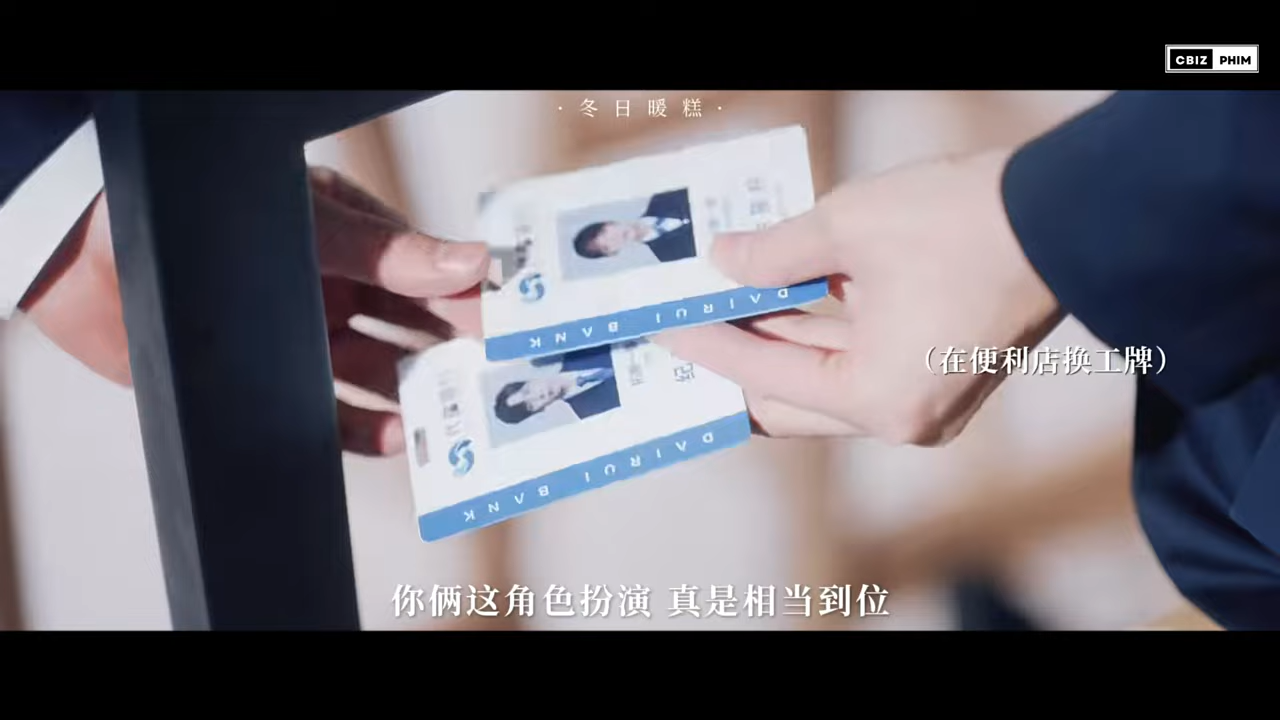 CBIZ PHIM
·冬日暖糕·
DAIRUI BANK
纪
DAIRUI BANK
（在便利店换工牌）
你俩这角色扮演 真是相当到位